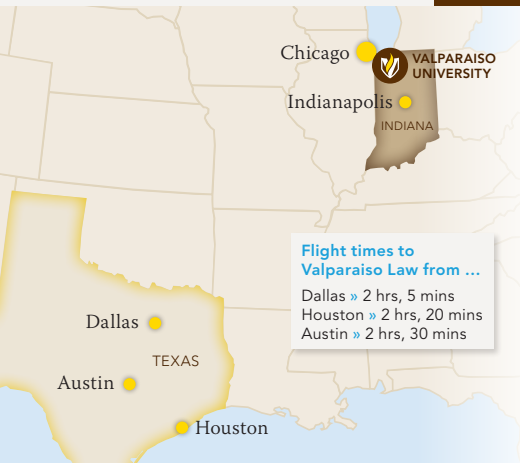 Chicago
VALPARAISO
UNIVERSITY
Indianapolis
INDIANA
Flight times to
Valparaiso Law from ...
Dallas » 2 hrs, 5 mins
Houston » 2 hrs, 20 mins
Austin » 2 hrs, 30 mins
Dallas
TEXAS
Austin
Houston